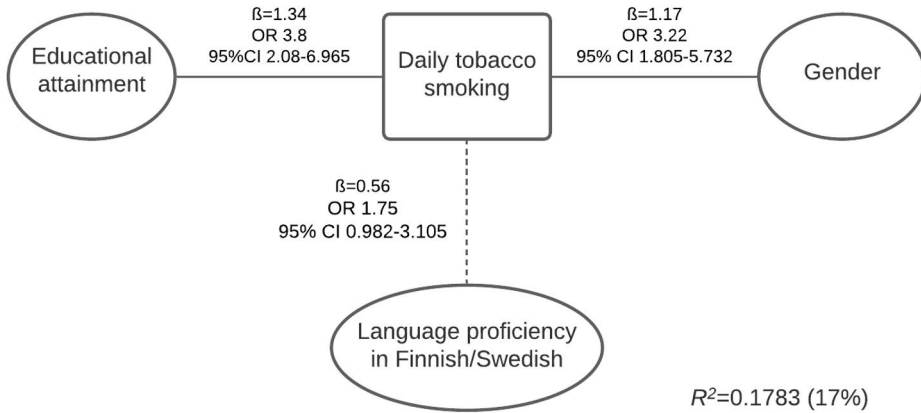 Educational
attainment
ß=1.34
OR 3.8
95%CI 2.08-6.965
Daily tobacco
smoking
ß=1.17
OR 3.22
95% CI 1.805-5.732
Gender
ß=0.56
OR 1.75
95% CI 0.982-3.105
Language proficiency
in Finnish/Swedish
R²=0.1783 (17%)